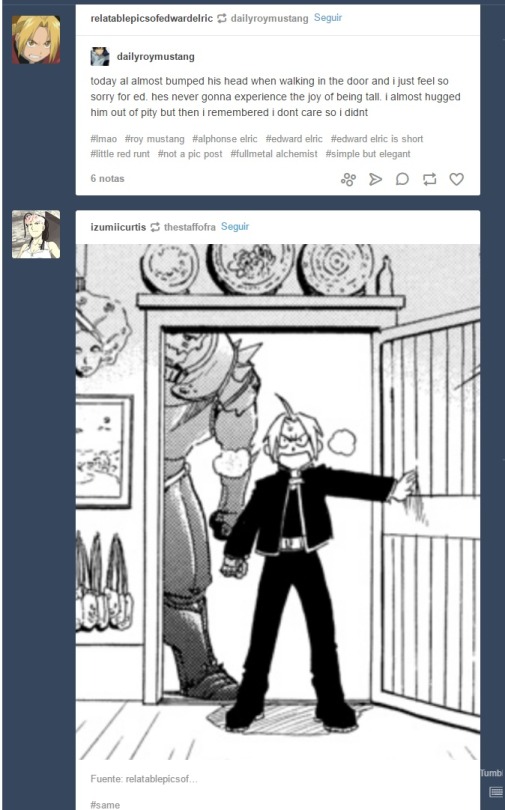 relatablepicsofedwardelric dailyroymustang Seguir
dailyroymustang
today al almost bumped his head when walking in the door and i just feel so
sorry for ed. hes never gonna experience the joy of being tall. i almost hugged
him out of pity but then i remembered i dont care so i didnt
#lmao #roy mustang #alphonse elric #edward elric #edward elric is short
#little red runt #not a pic post #fullmetal alchemist #simple but elegant
6 notas
izumiicurtis thestaffofra Seguir
Fuente: relatablepicsof...
Tumbl
#same